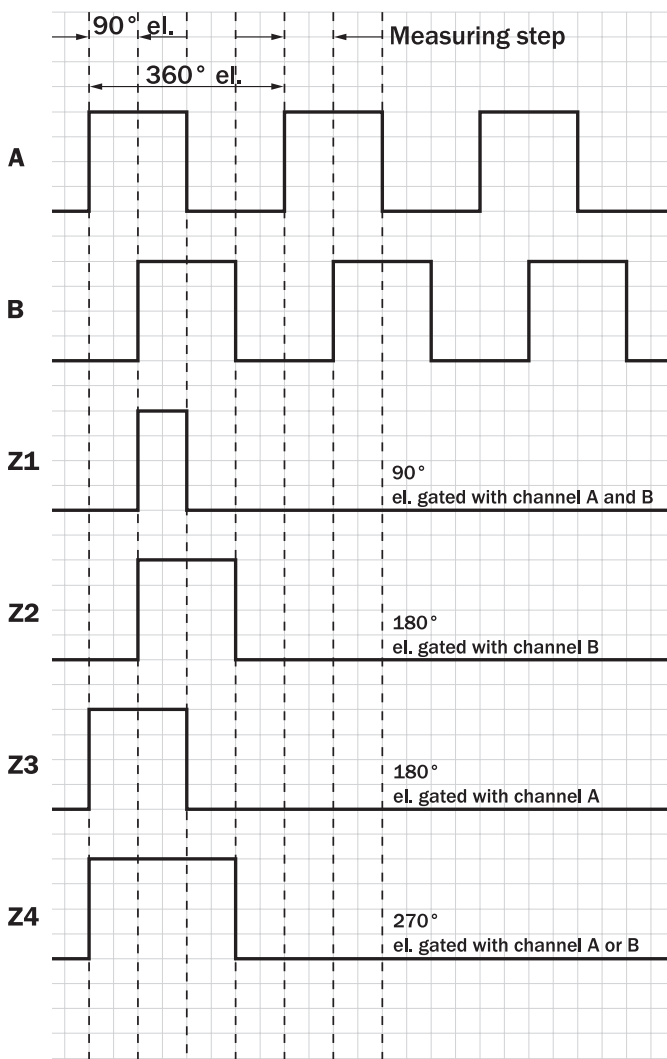 90° el.
Measuring step
360° el.
A
B
Z1
90°
el. gated with channel A and B
Z2
180°
el. gated with channel B
Z3
180°
el. gated with channel A
Z4
270°
el. gated with channel A or B